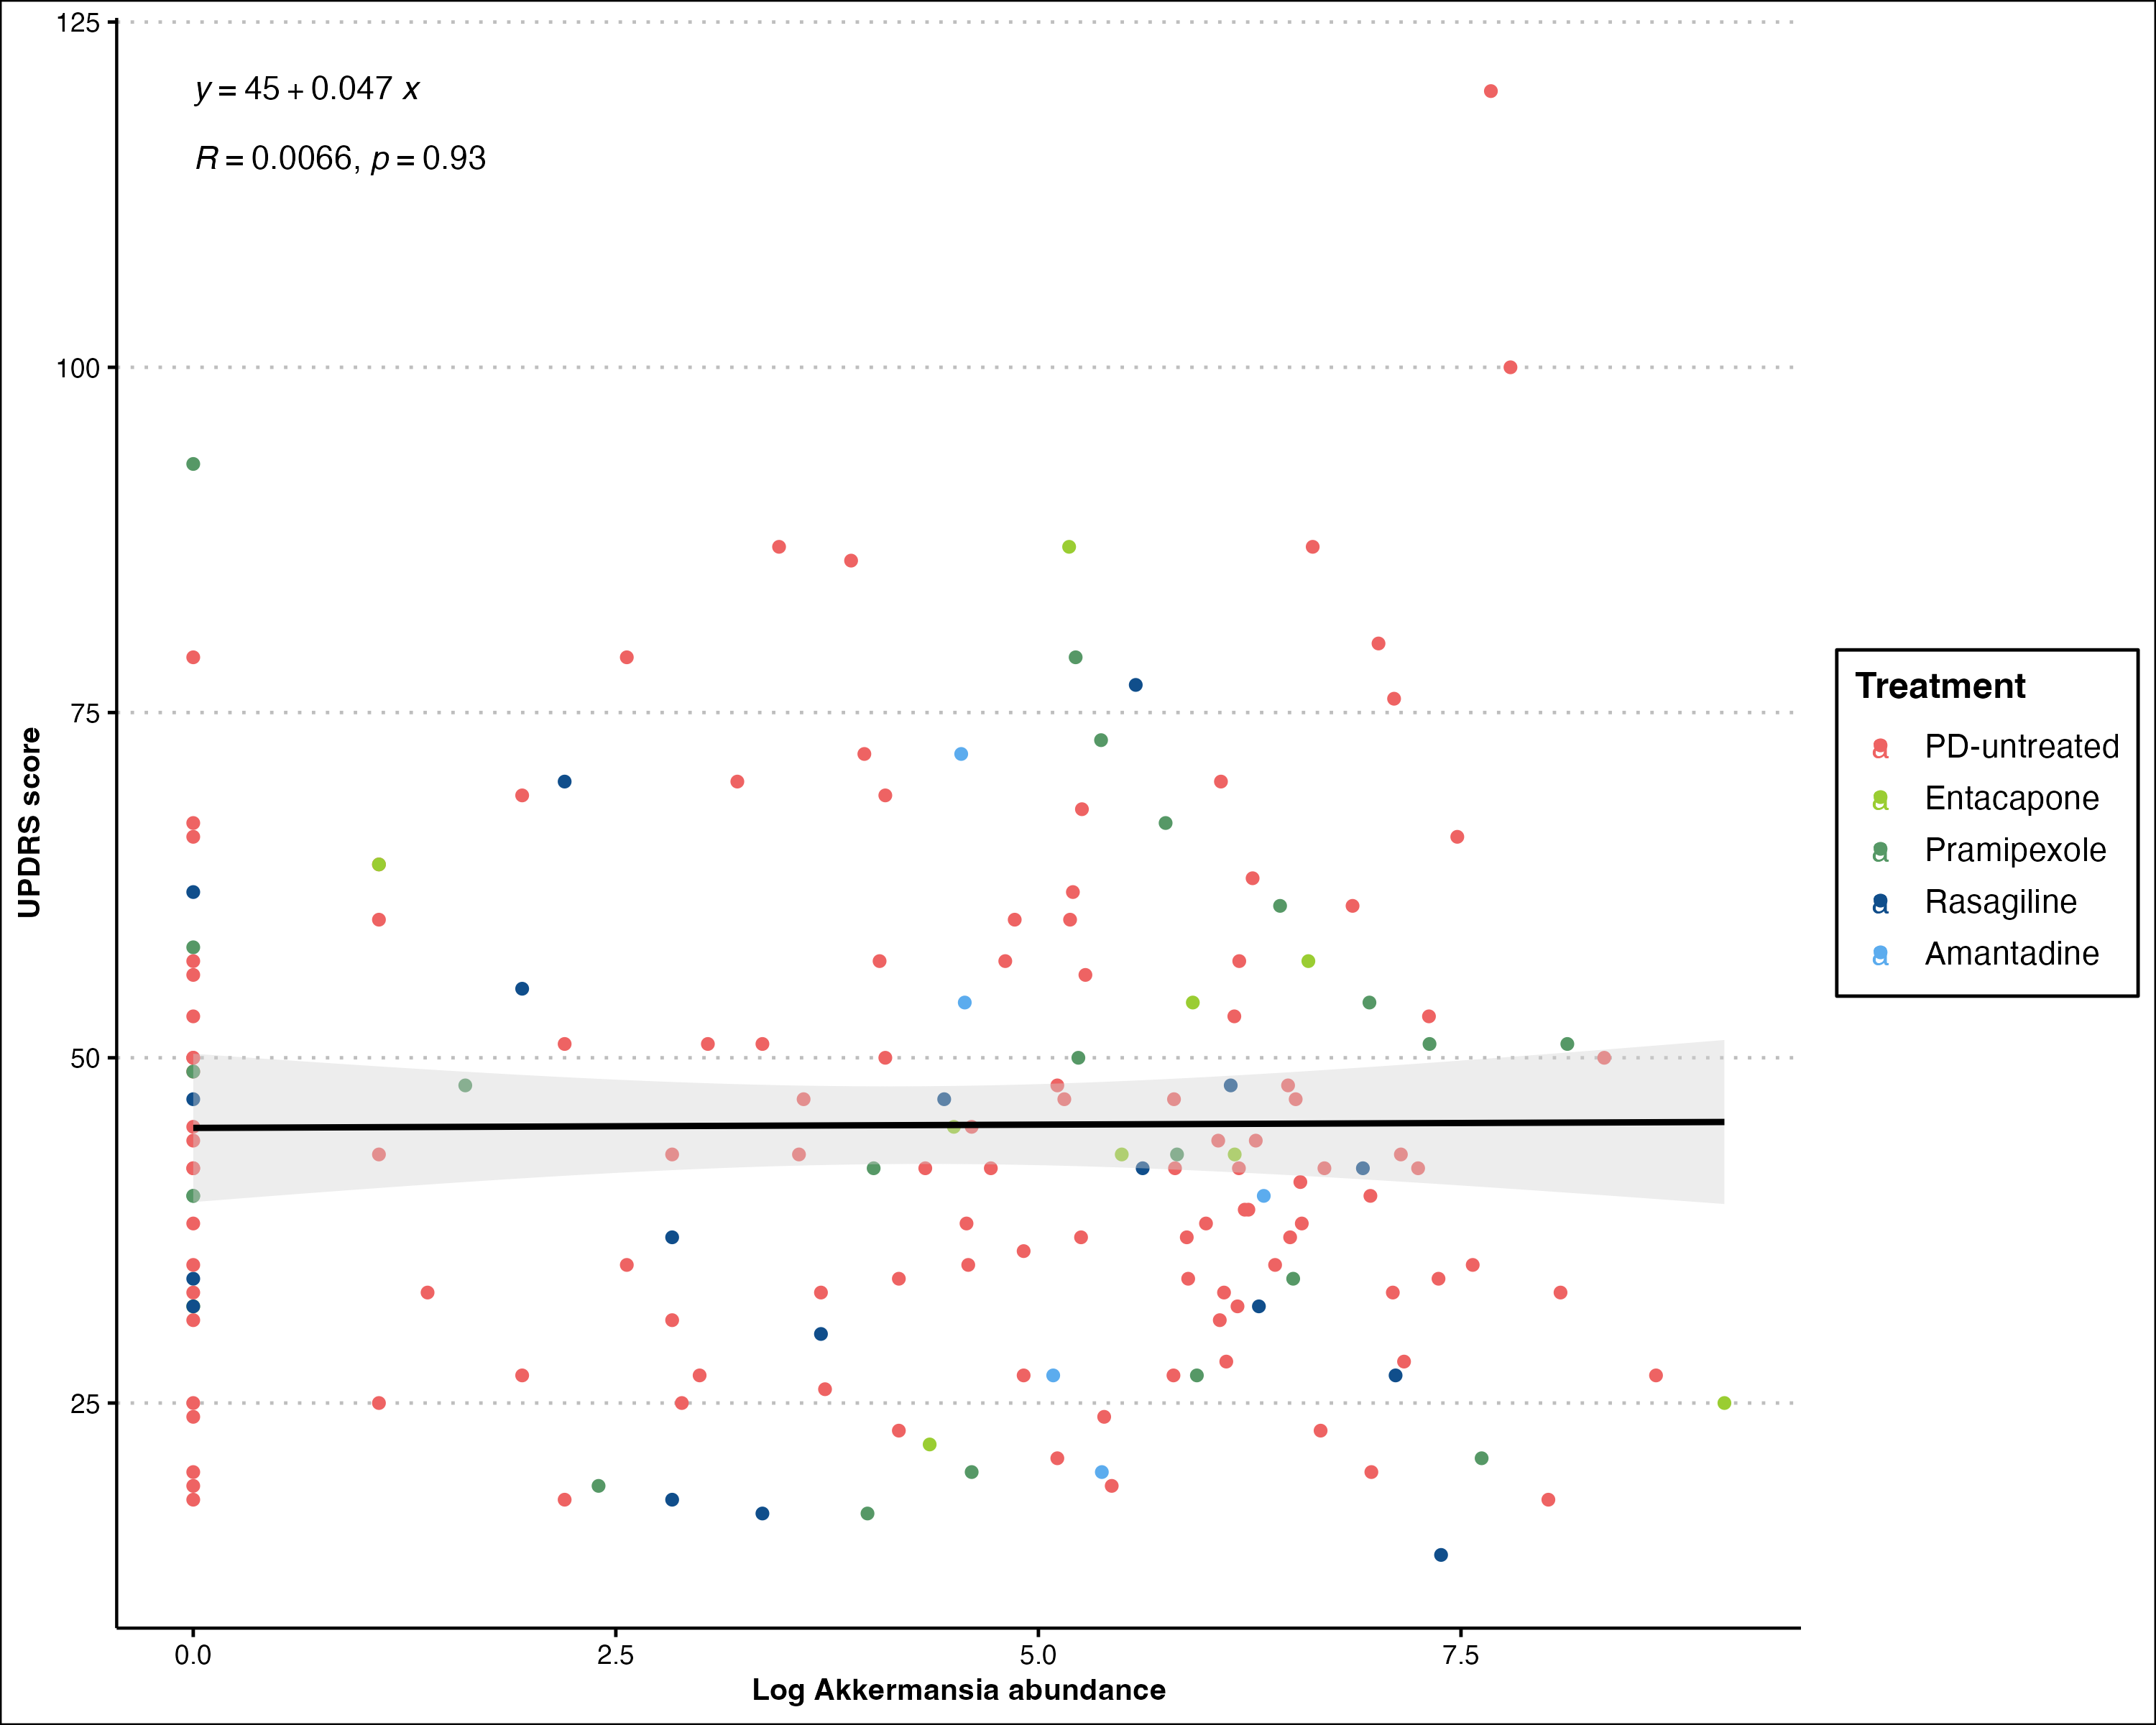 y = 45 + 0.047 x
R = 0.0066, p = 0.93
125
100
75
50
25
UPDRS score
0.0 2.5 5.0 7.5
Log Akkermansia abundance
Treatment
a PD-untreated
a Entacapone
a Pramipexole
a Rasagiline
a Amantadine